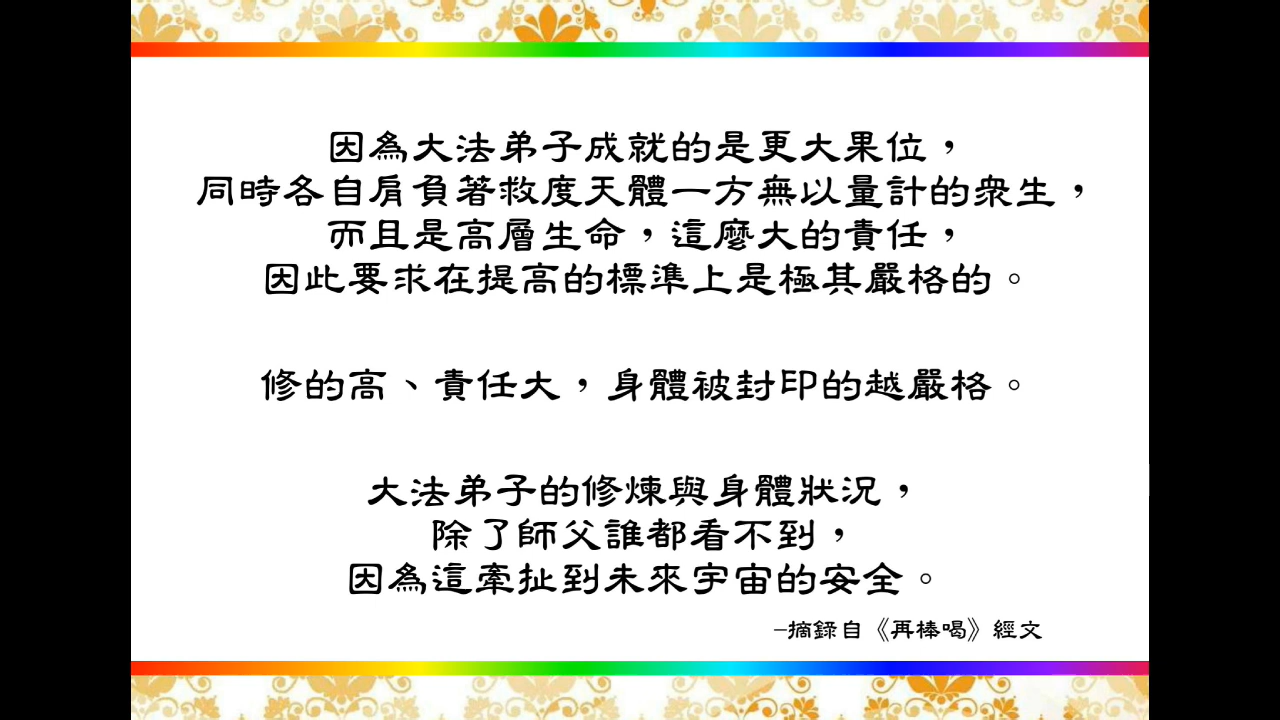 因為大法弟子成就的是更大果位，
同時各自肩負著救度天體一方無以量計的衆生，
而且是高層生命，這麼大的責任，
因此要求在提高的標準上是極其嚴格的。
修的高、責任大，身體被封印的越嚴格。
大法弟子的修煉與身體狀況，
除了師父誰都看不到，
因為這牽扯到未來宇宙的安全。
–摘錄自《再棒喝》經文